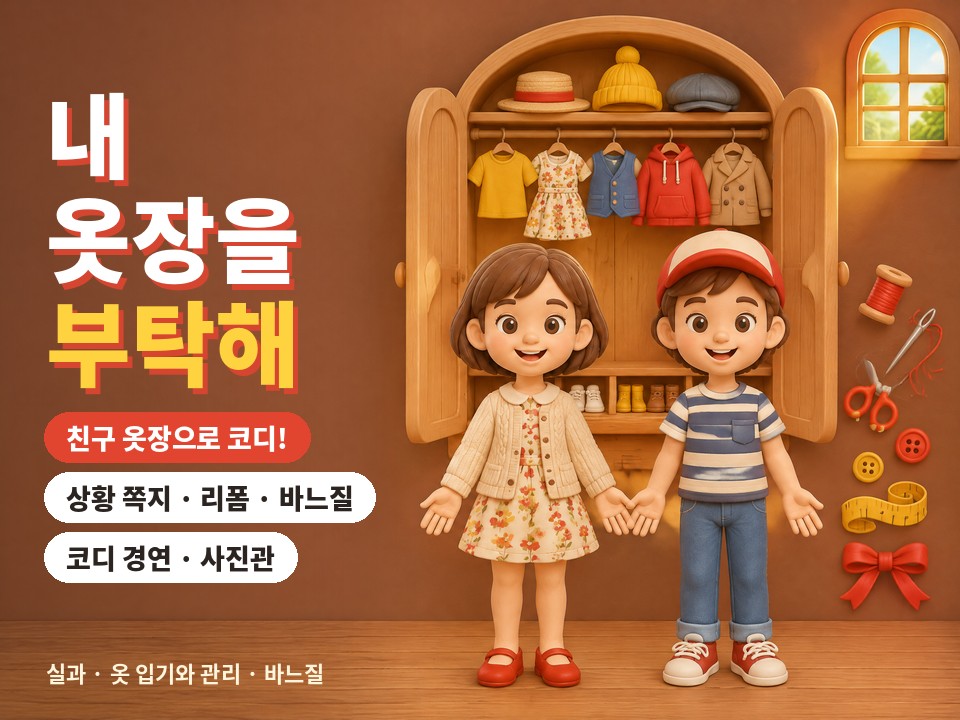 내
옷장을
부탁해
친구 옷장으로 코디!
상황 쪽지 · 리폼 · 바느질
코디 경연 · 사진관
실과 · 옷 입기와 관리 · 바느질